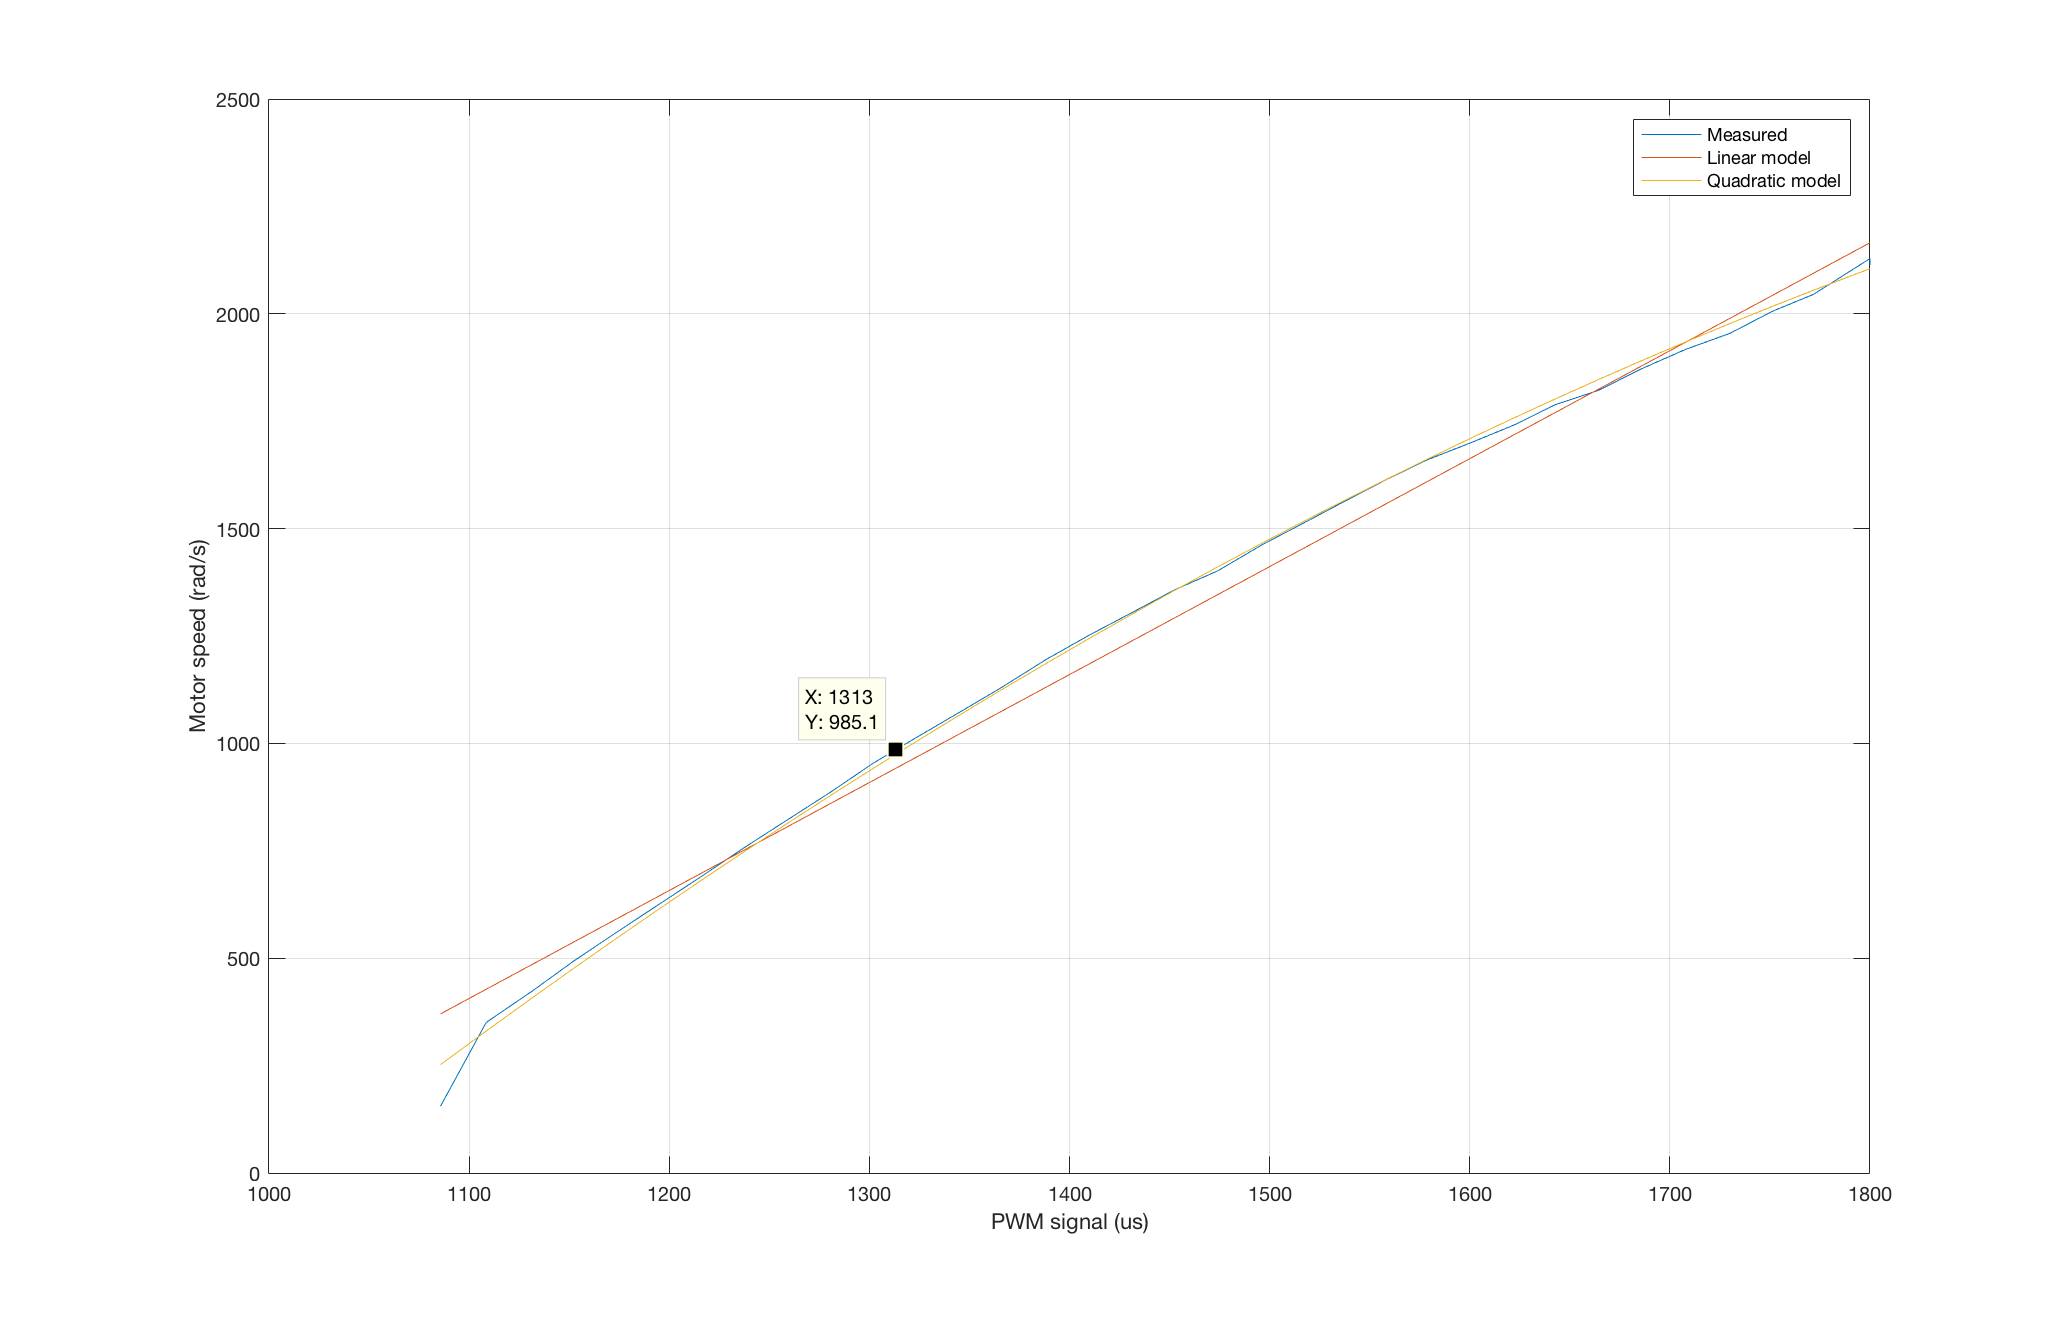 2500
2000
1500
1000
500
0
Motor speed (rad/s)
Measured
Linear model
Quadratic model
X: 1313
Y: 985.1
1000 1100 1200 1300 1400 1500 1600 1700 1800
PWM signal (us)